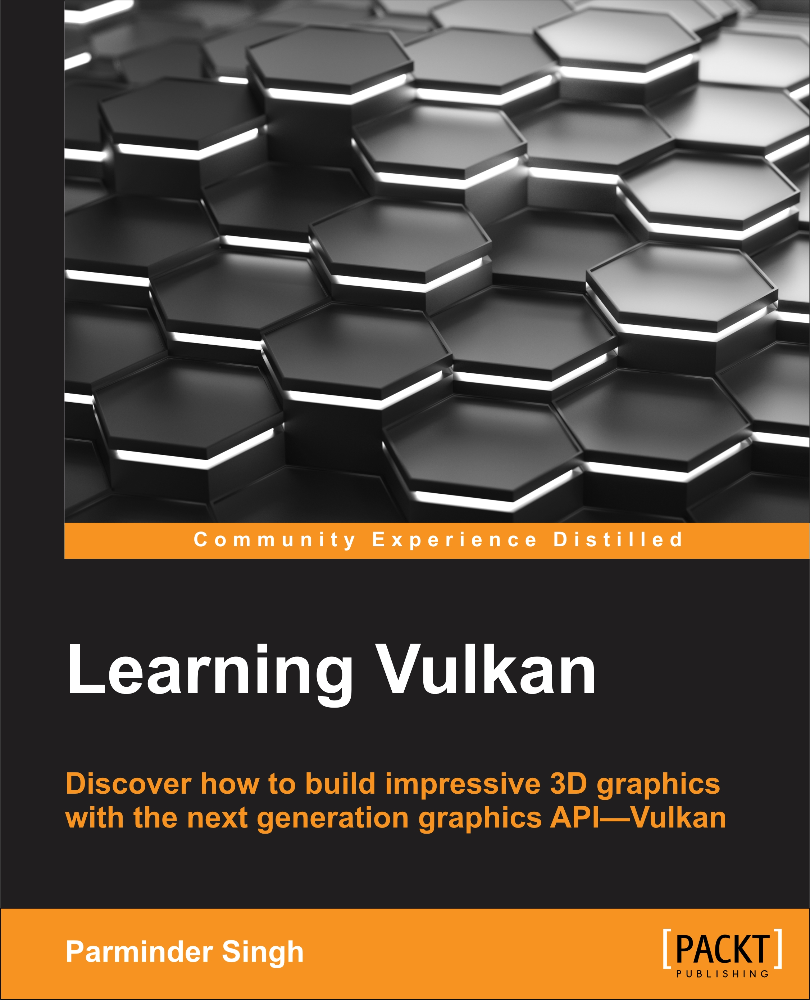 Community Experience Distilled
Learning Vulkan
Discover how to build impressive 3D graphics
with the next generation graphics API—Vulkan
Parminder Singh
[PACKT]
PUBLISHING